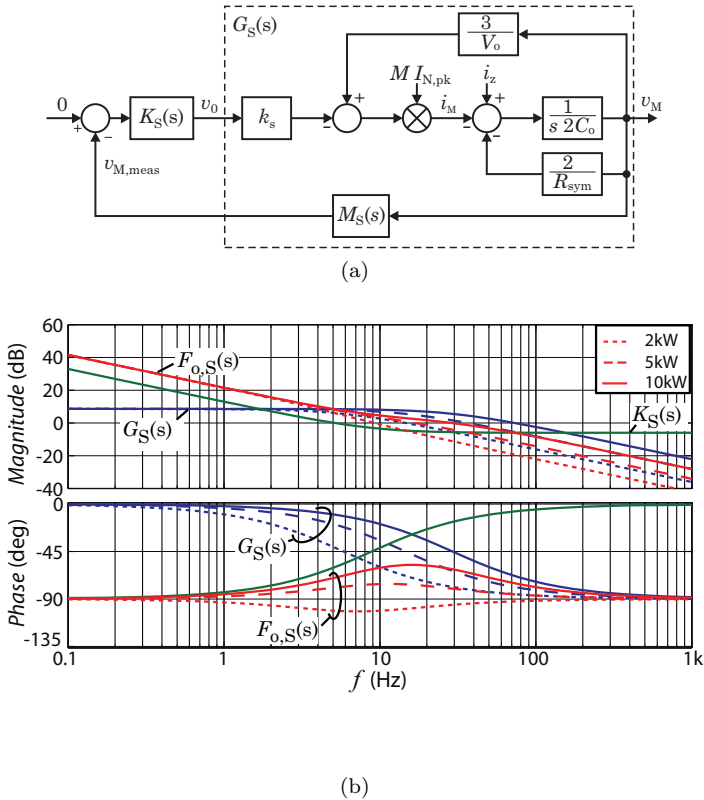 G_S(s)
3
V_o
M I_N,pk
i_z
0
+
−
K_S(s)
v_0
k_s
−
+
i_M
−
+
−
1
s 2C_o
v_M
2
R_sym
v_M,meas
M_S(s)
(a)
60
40
20
0
-20
-40
Magnitude (dB)
F_o,S(s)
G_S(s)
K_S(s)
2kW
5kW
10kW
0
-45
-90
-135
Phase (deg)
G_S(s)
F_o,S(s)
0.1
1
10
100
1k
f (Hz)
(b)